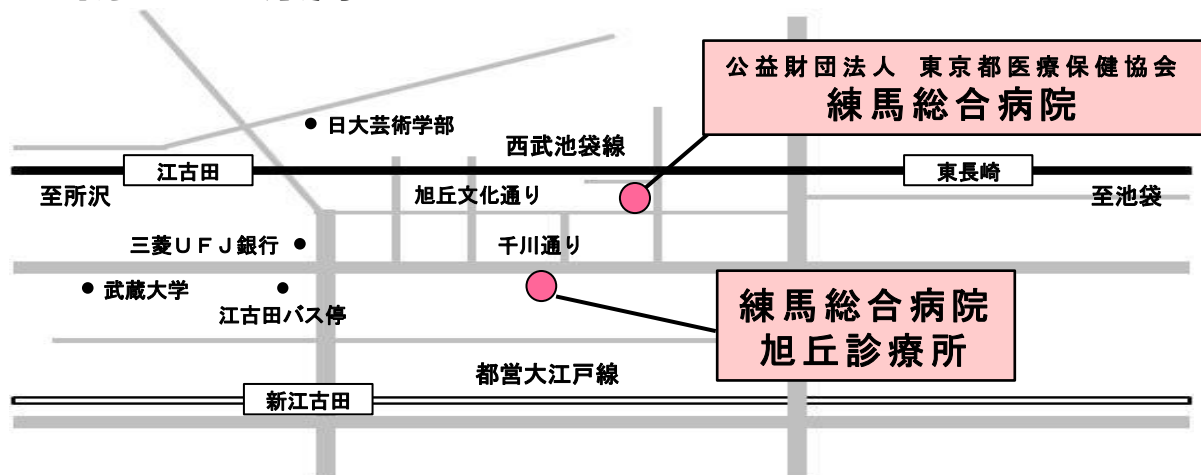 公益財団法人 東京都医療保健協会
練馬総合病院
日大芸術学部
西武池袋線
江古田
東長崎
至所沢
旭丘文化通り
至池袋
三菱UFJ銀行
千川通り
武蔵大学
江古田バス停
練馬総合病院
旭丘診療所
都営大江戸線
新江古田